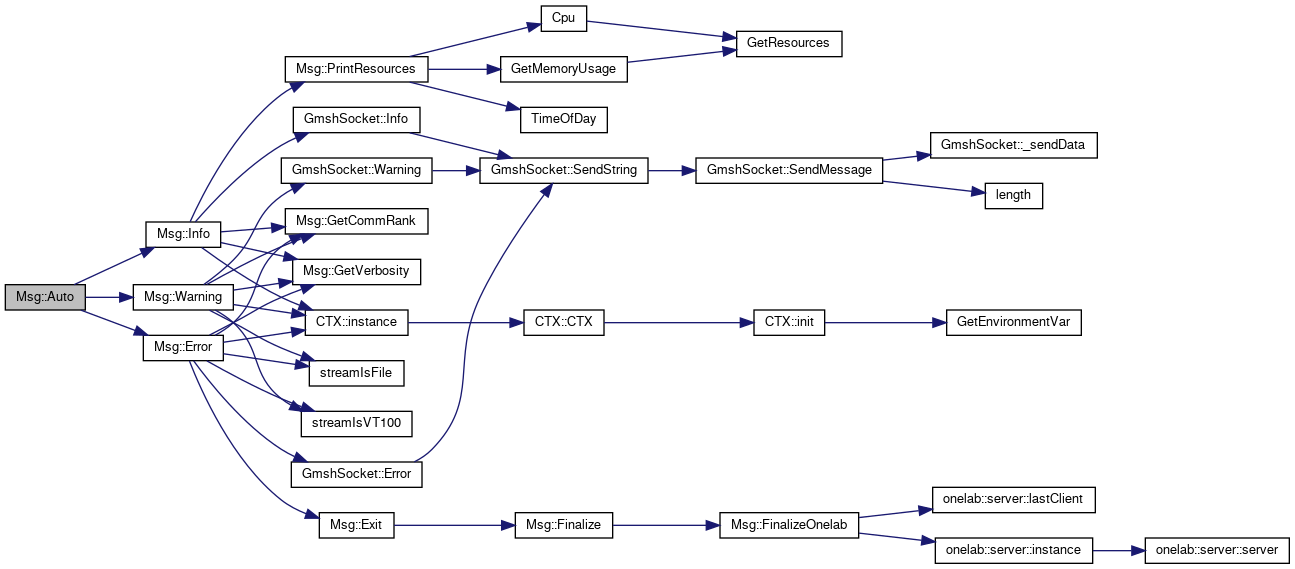 Cpu
GetResources
Msg::PrintResources
GetMemoryUsage
TimeOfDay
GmshSocket::Info
GmshSocket::_sendData
GmshSocket::Warning
GmshSocket::SendString
GmshSocket::SendMessage
length
Msg::GetCommRank
Msg::Info
Msg::GetVerbosity
Msg::Auto
Msg::Warning
CTX::instance
CTX::CTX
CTX::init
GetEnvironmentVar
Msg::Error
streamIsFile
streamIsVT100
GmshSocket::Error
onelab::server::lastClient
Msg::Exit
Msg::Finalize
Msg::FinalizeOnelab
onelab::server::instance
onelab::server::server